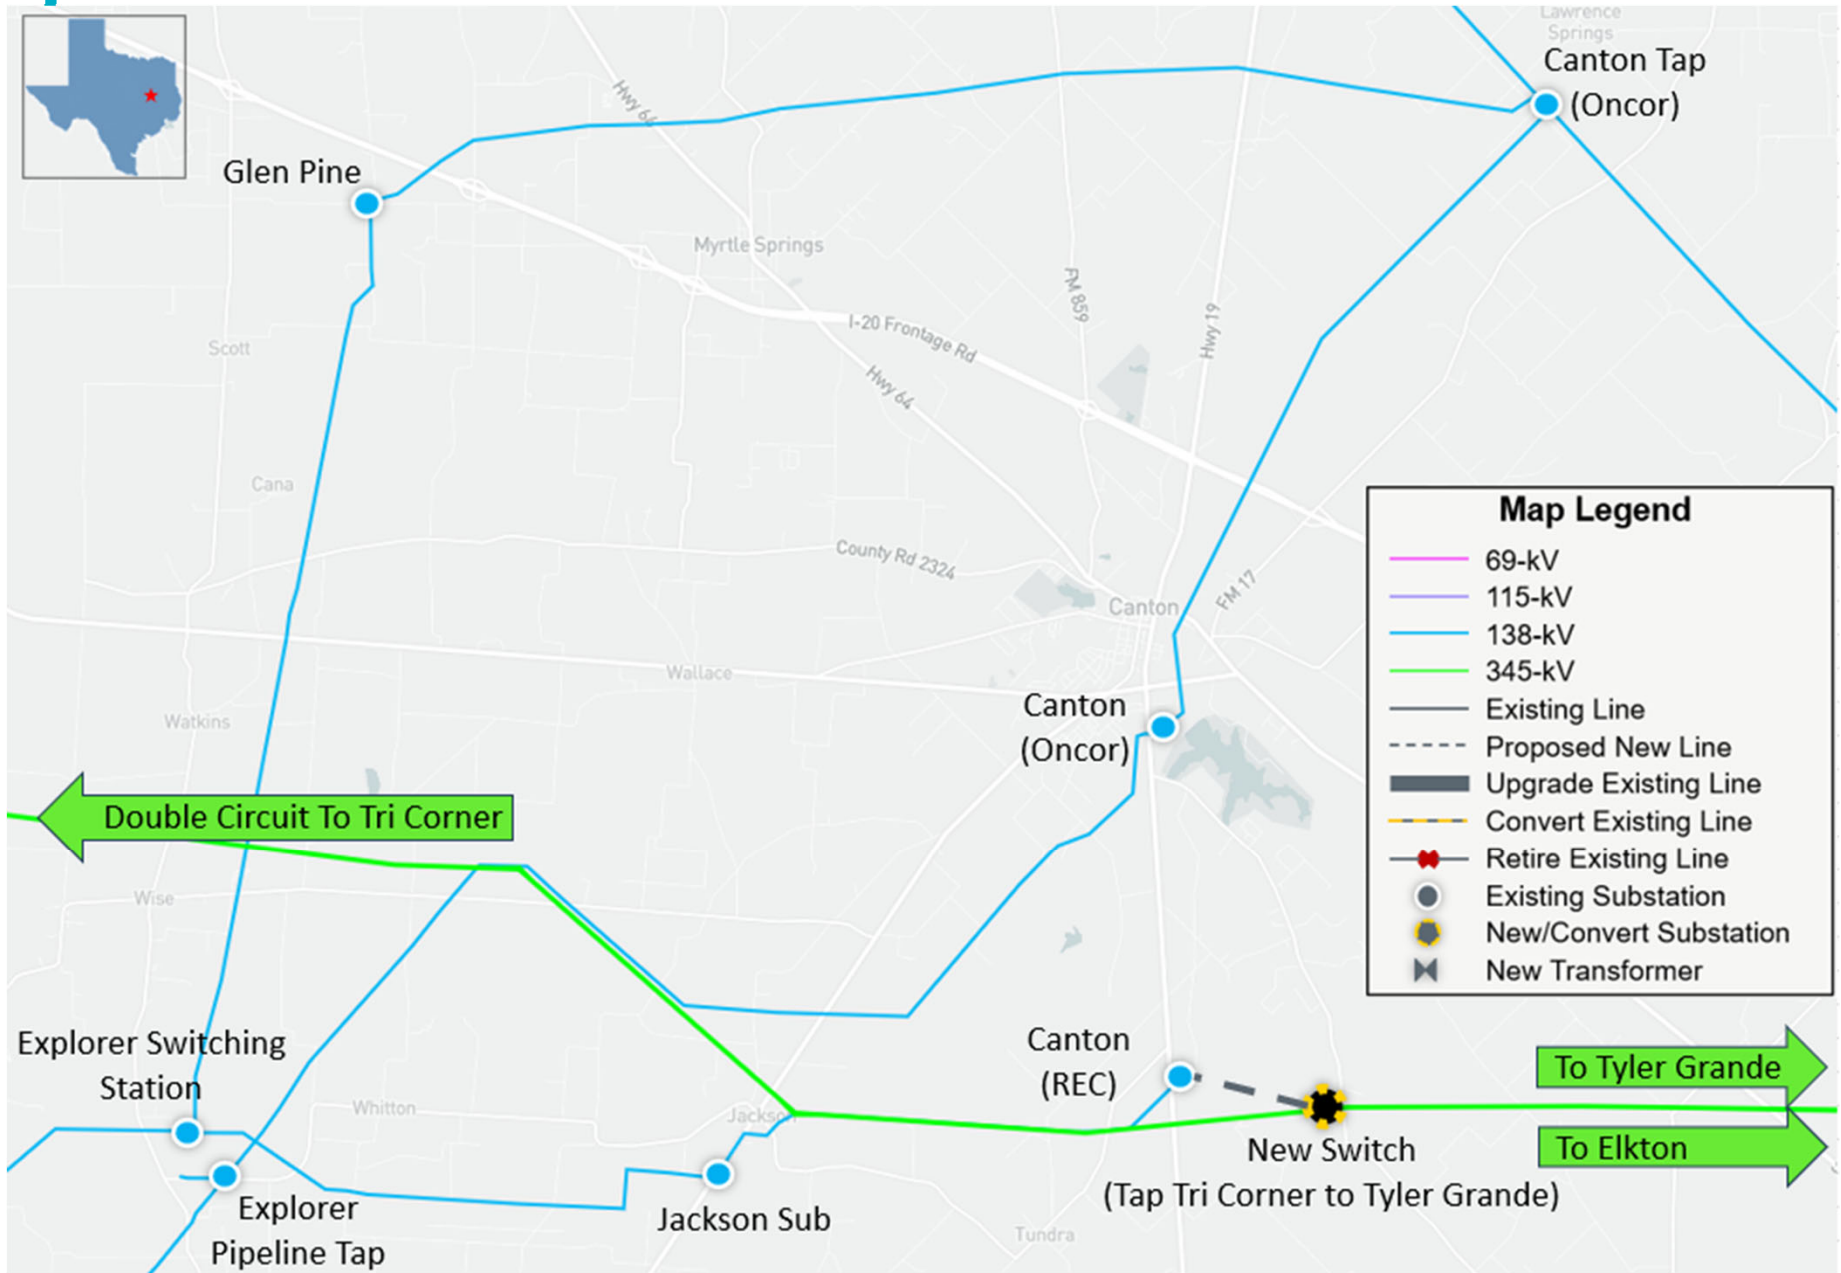 Lawrence
Springs
Canton Tap
(Oncor)
Hwy 64
Glen Pine
Myrtle Springs
FM 859
Hwy 19
I-20 Frontage Rd
Scott
Hwy 64
Cana
County Rd 2324
Canton
FM 17
Wallace
Watkins
Canton
(Oncor)
Map Legend
69-kV
115-kV
138-kV
345-kV
Existing Line
Proposed New Line
Upgrade Existing Line
Convert Existing Line
Retire Existing Line
Existing Substation
New/Convert Substation
New Transformer
Double Circuit To Tri Corner
Wise
Explorer Switching
Station
Canton
(REC)
To Tyler Grande
Whitton
Jackson
New Switch
(Tap Tri Corner to Tyler Grande)
To Elkton
Explorer
Pipeline Tap
Jackson Sub
Tundra